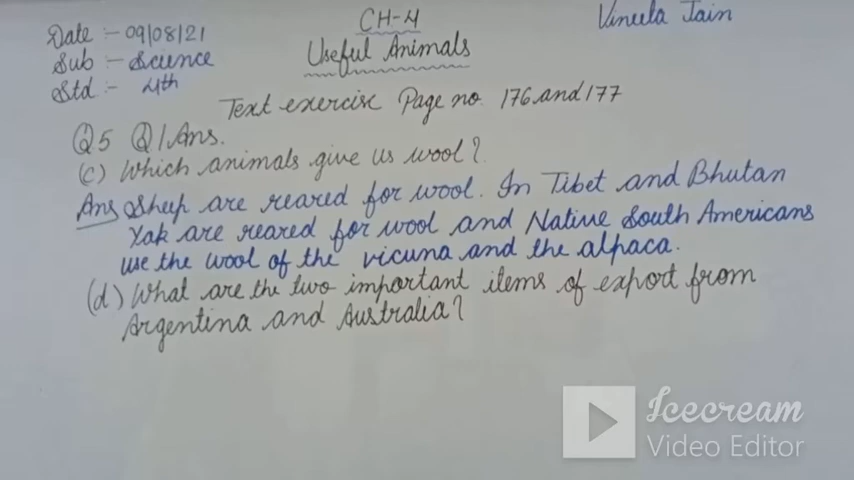 Date :- 09/08/21
Sub :- Science
Std :- 4th
CH-4
Useful Animals
Vineela Jain
Text exercise Page no. 176 and 177
Q5 Q/Ans.
(c) Which animals give us wool?
Ans Sheep are reared for wool. In Tibet and Bhutan
Yak are reared for wool and Native South Americans
use the wool of the vicuna and the alpaca.
(d) What are the two important items of export from
Argentina and Australia?
Icecream
Video Editor